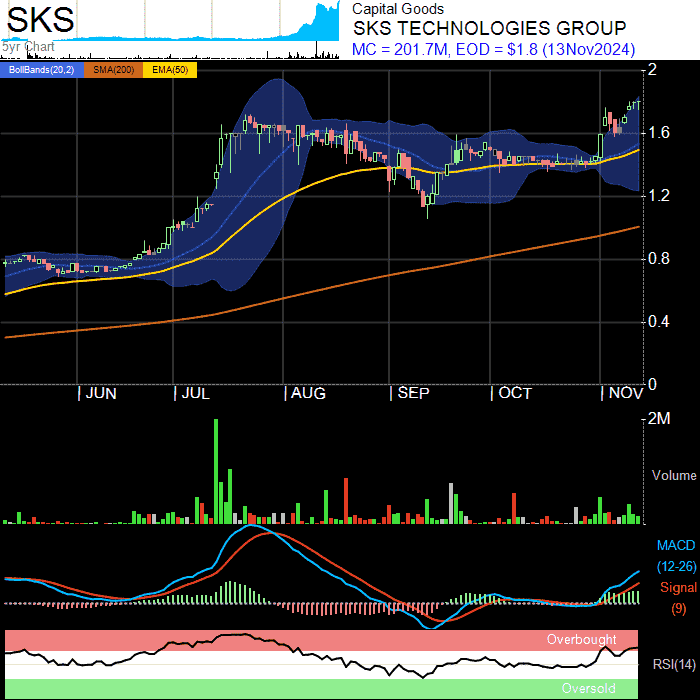 SKS
5yr Chart
Capital Goods
SKS TECHNOLOGIES GROUP
MC = 201.7M, EOD = $1.8 (13Nov2024)
BollBands(20,2) SMA(200) EMA(50)
2
1.6
1.2
0.8
0.4
0
JUN JUL AUG SEP OCT NOV
2M
Volume
MACD
(12-26)
Signal
(9)
Overbought
RSI(14)
Oversold